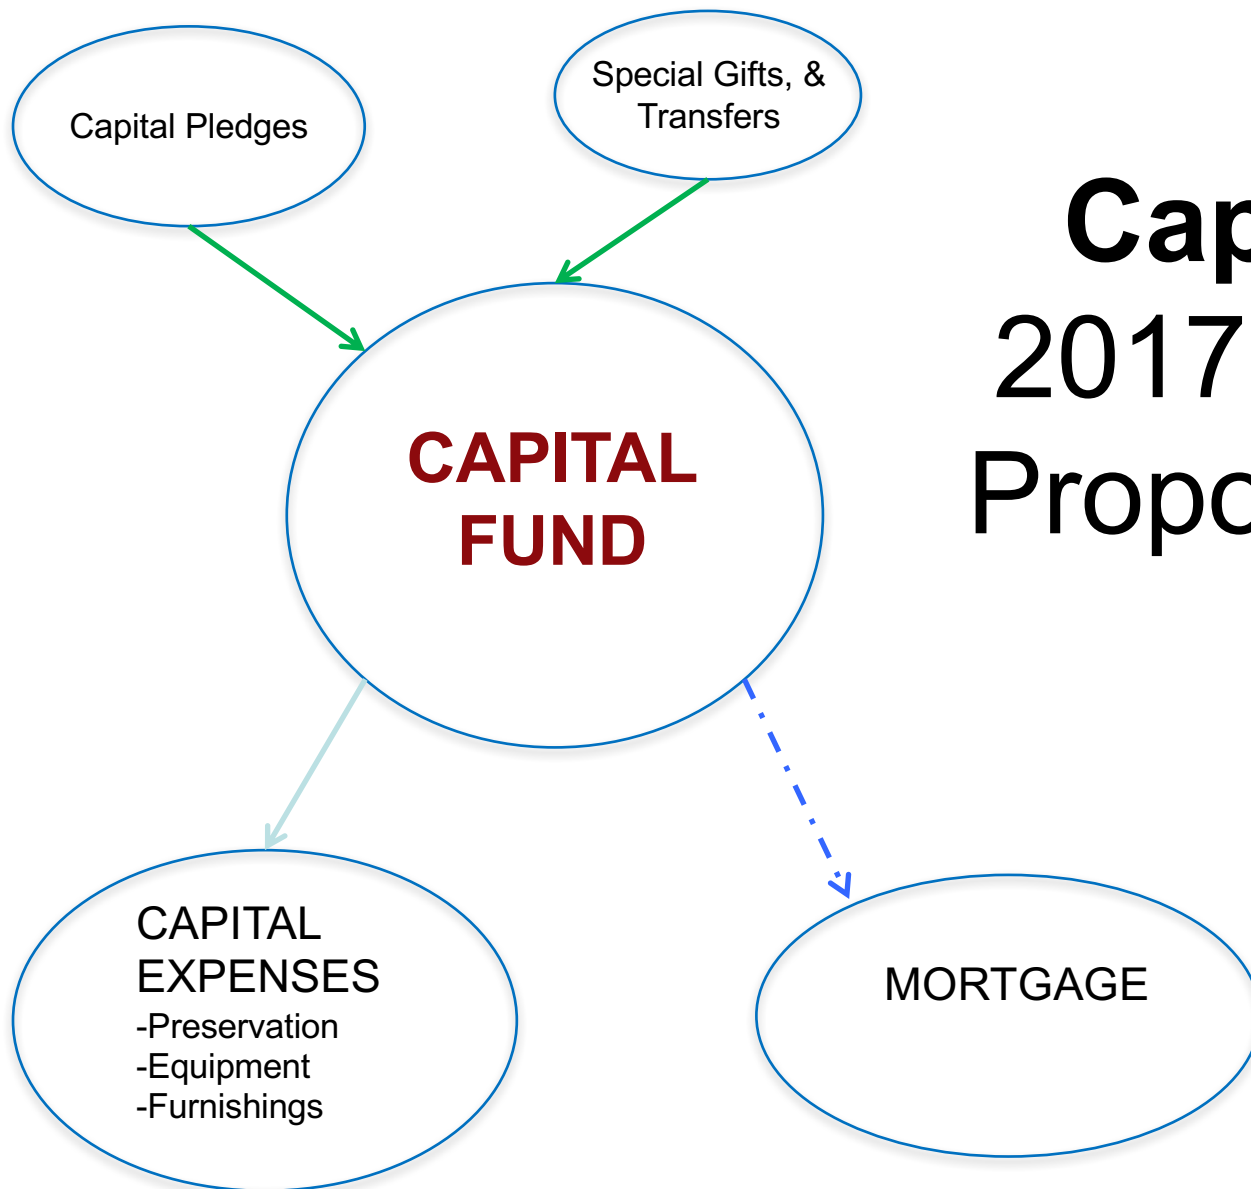 Capital Pledges
Special Gifts, &
Transfers
Cap
2017
Propo
CAPITAL
FUND
CAPITAL
EXPENSES
-Preservation
-Equipment
-Furnishings
MORTGAGE